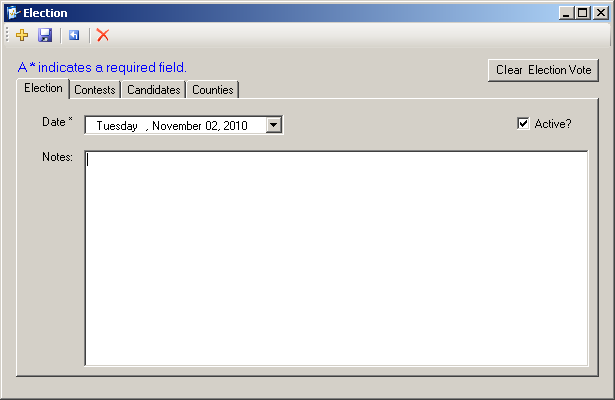 Election
A * indicates a required field.
Clear Election Vote
Election Contests Candidates Counties
Date * Tuesday , November 02, 2010 Active?
Notes: